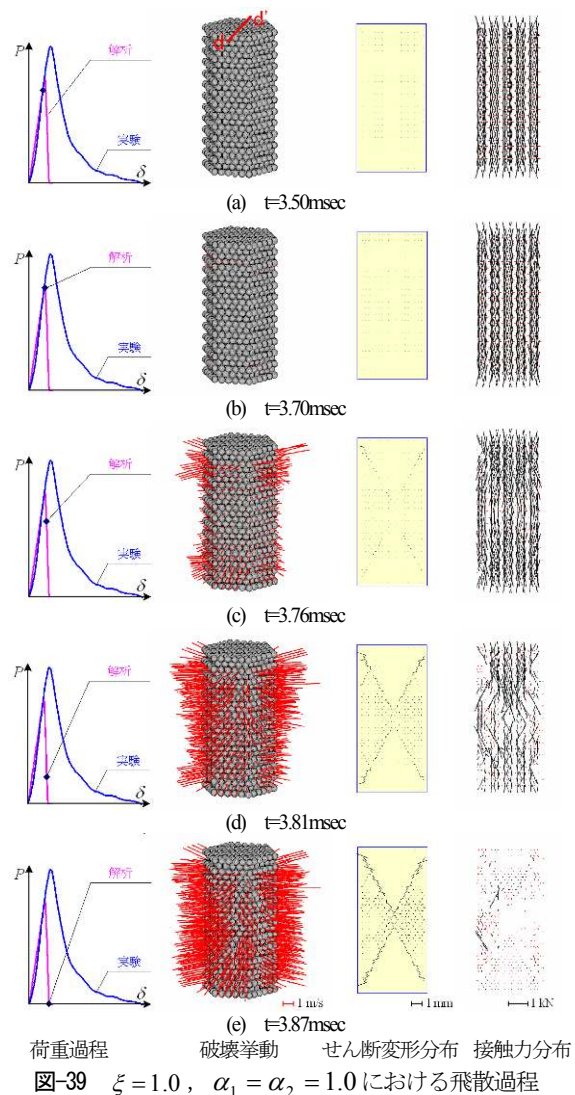 P
解析
実験
δ
d
d'
(a) t=3.50msec
P
解析
実験
δ
(b) t=3.70msec
P
解析
実験
δ
(c) t=3.76msec
P
解析
実験
δ
(d) t=3.81msec
P
解析
実験
δ
1 m/s
1 mm
1 kN
(e) t=3.87msec
荷重過程 破壊挙動 せん断変形分布 接触力分布
図-39 ξ = 1.0 , α₁ = α₂ = 1.0 における飛散過程